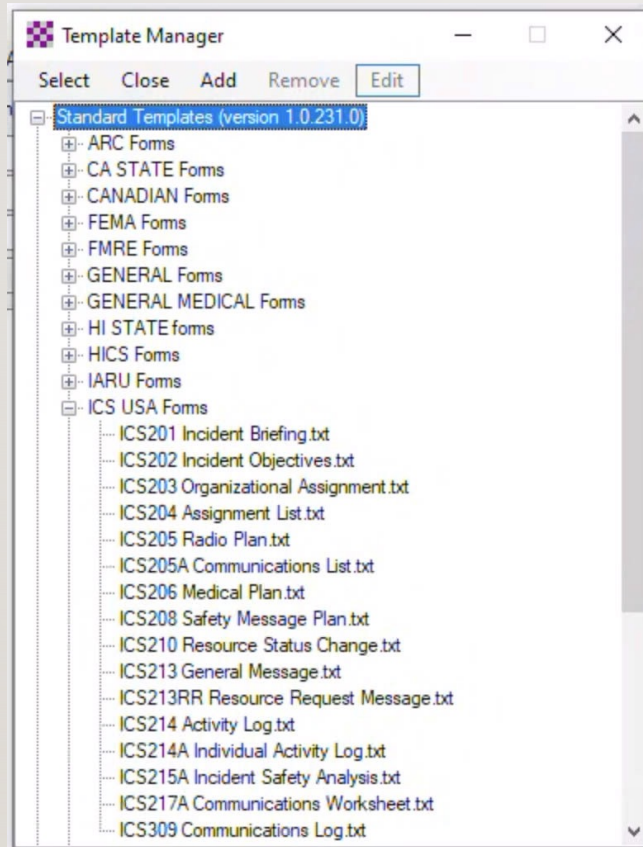 Template Manager
Select Close Add Remove Edit
Standard Templates (version 1.0.231.0)
ARC Forms
CA STATE Forms
CANADIAN Forms
FEMA Forms
FMRE Forms
GENERAL Forms
GENERAL MEDICAL Forms
HI STATE forms
HICS Forms
IARU Forms
ICS USA Forms
ICS201 Incident Briefing.txt
ICS202 Incident Objectives.txt
ICS203 Organizational Assignment.txt
ICS204 Assignment List.txt
ICS205 Radio Plan.txt
ICS205A Communications List.txt
ICS206 Medical Plan.txt
ICS208 Safety Message Plan.txt
ICS210 Resource Status Change.txt
ICS213 General Message.txt
ICS213RR Resource Request Message.txt
ICS214 Activity Log.txt
ICS214A Individual Activity Log.txt
ICS215A Incident Safety Analysis.txt
ICS217A Communications Worksheet.txt
ICS309 Communications Log.txt